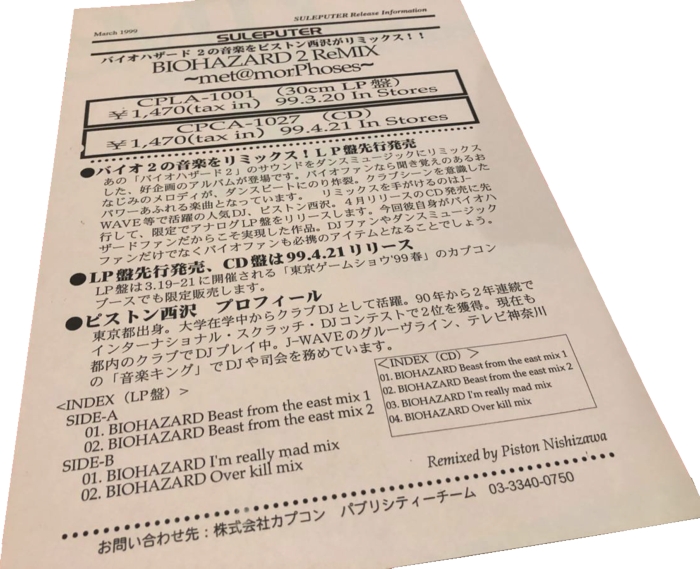 SULEPUTER Release Information
March 1999
SULEPUTER
バイオハザード 2の音楽をピストン西沢がリミックス！！
BIOHAZARD 2 ReMIX
～met@morPhoses～
CPLA-1001 （30cm LP 盤）
¥1,470(tax in) 99.3.20 In Stores
CPCA-1027 （CD）
¥1,470(tax in) 99.4.21 In Stores
●バイオ2の音楽をリミックス！LP盤先行発売
あの「バイオハザード2」のサウンドをダンスミュージックにリミックス
した、好企画のアルバムが登場です。バイオファンなら聞き覚えのあるお
なじみのメロディが、ダンスビートにのり炸裂。クラブシーンを意識した
パワーあふれる楽曲となっています。 リミックスを手がけるのはJ-
WAVE等で活躍の人気DJ、ピストン西沢。4月リリースのCD発売に先
行して、限定でアナログLP盤をリリースします。今回彼自身がバイオハ
ザードファンだからこそ実現した作品。DJファンやダンスミュージック
ファンだけでなくバイオファンも必携のアイテムとなることでしょう。
●LP盤先行発売、CD盤は99.4.21リリース
LP盤は3.19-21に開催される「東京ゲームショウ'99春」のカプコン
ブースでも限定販売します。
●ピストン西沢 プロフィール
東京都出身。大学在学中からクラブDJとして活躍。90年から2年連続で
インターナショナル・スクラッチ・DJコンテストで2位を獲得。現在も
都内のクラブでDJプレイ中。J-WAVEのグルーヴライン、テレビ神奈川
の「音楽キング」でDJや司会を務めています。
<INDEX（LP盤）>
SIDE-A
01. BIOHAZARD Beast from the east mix 1
02. BIOHAZARD Beast from the east mix 2
SIDE-B
01. BIOHAZARD I'm really mad mix
02. BIOHAZARD Over kill mix
<INDEX（CD）>
01. BIOHAZARD Beast from the east mix 1
02. BIOHAZARD Beast from the east mix 2
03. BIOHAZARD I'm really mad mix
04. BIOHAZARD Over kill mix
Remixed by Piston Nishizawa
お問い合わせ先：株式会社カプコン パブリシティーチーム 03-3340-0750